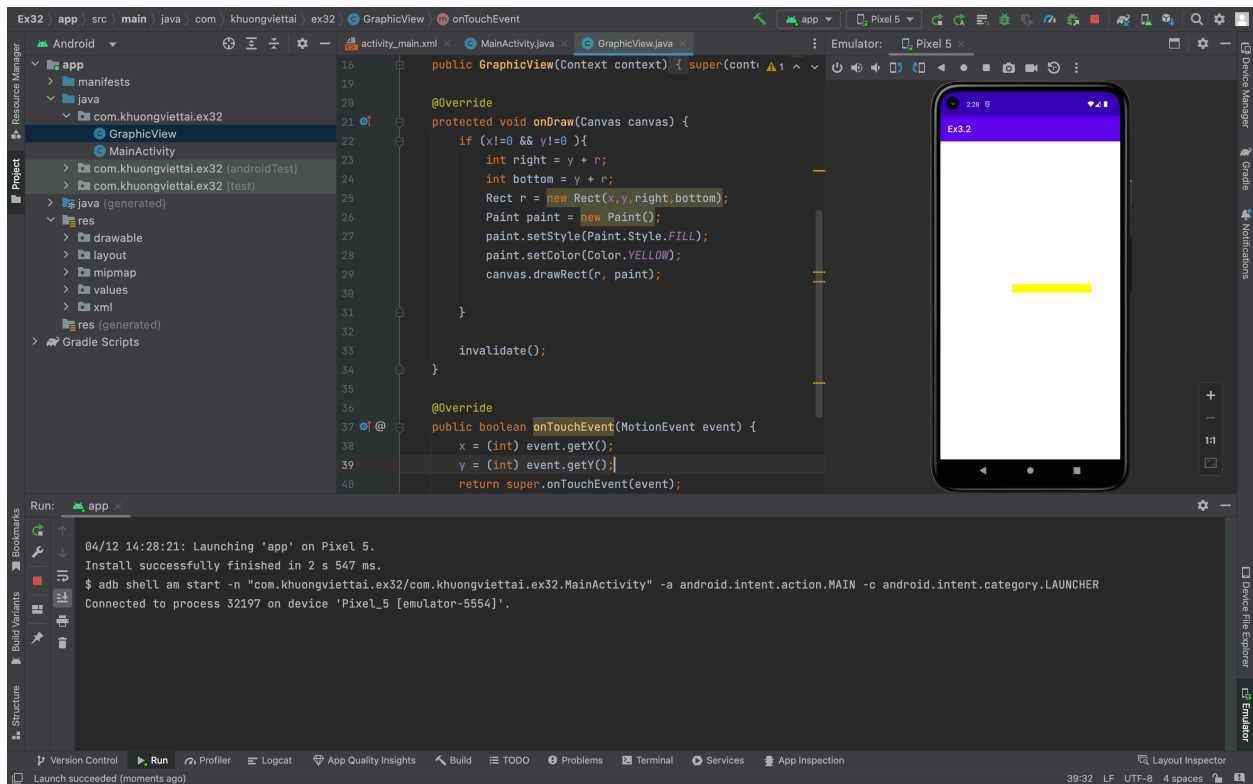 Ex32 app src main java com khuongviettai ex32 GraphicView onTouchEvent app Pixel 5
Android activity_main.xml MainActivity.java GraphicView.java Emulator: Pixel 5
Resource Manager
Project
Bookmarks
Build Variants
Structure
app
manifests
java
com.khuongviettai.ex32
GraphicView
MainActivity
com.khuongviettai.ex32 (androidTest)
com.khuongviettai.ex32 (test)
java (generated)
res
drawable
layout
mipmap
values
xml
res (generated)
Gradle Scripts
16 public GraphicView(Context context) { super(cont 1
19
20 @Override
21 protected void onDraw(Canvas canvas) {
22 if (x!=0 && y!=0 ){
23 int right = y + r;
24 int bottom = y + r;
25 Rect r = new Rect(x,y,right,bottom);
26 Paint paint = new Paint();
27 paint.setStyle(Paint.Style.FILL);
28 paint.setColor(Color.YELLOW);
29 canvas.drawRect(r, paint);
30
31 }
32
33 invalidate();
34 }
35
36 @Override
37 @ public boolean onTouchEvent(MotionEvent event) {
38 x = (int) event.getX();
39 y = (int) event.getY();
40 return super.onTouchEvent(event);
2:28
Ex3.2
1:1
Device Manager
Gradle
Notifications
Device File Explorer
Emulator
Run: app
04/12 14:28:21: Launching 'app' on Pixel 5.
Install successfully finished in 2 s 547 ms.
$ adb shell am start -n "com.khuongviettai.ex32/com.khuongviettai.ex32.MainActivity" -a android.intent.action.MAIN -c android.intent.category.LAUNCHER
Connected to process 32197 on device 'Pixel_5 [emulator-5554]'.
Version Control Run Profiler Logcat App Quality Insights Build TODO Problems Terminal Services App Inspection Layout Inspector
Launch succeeded (moments ago) 39:32 LF UTF-8 4 spaces